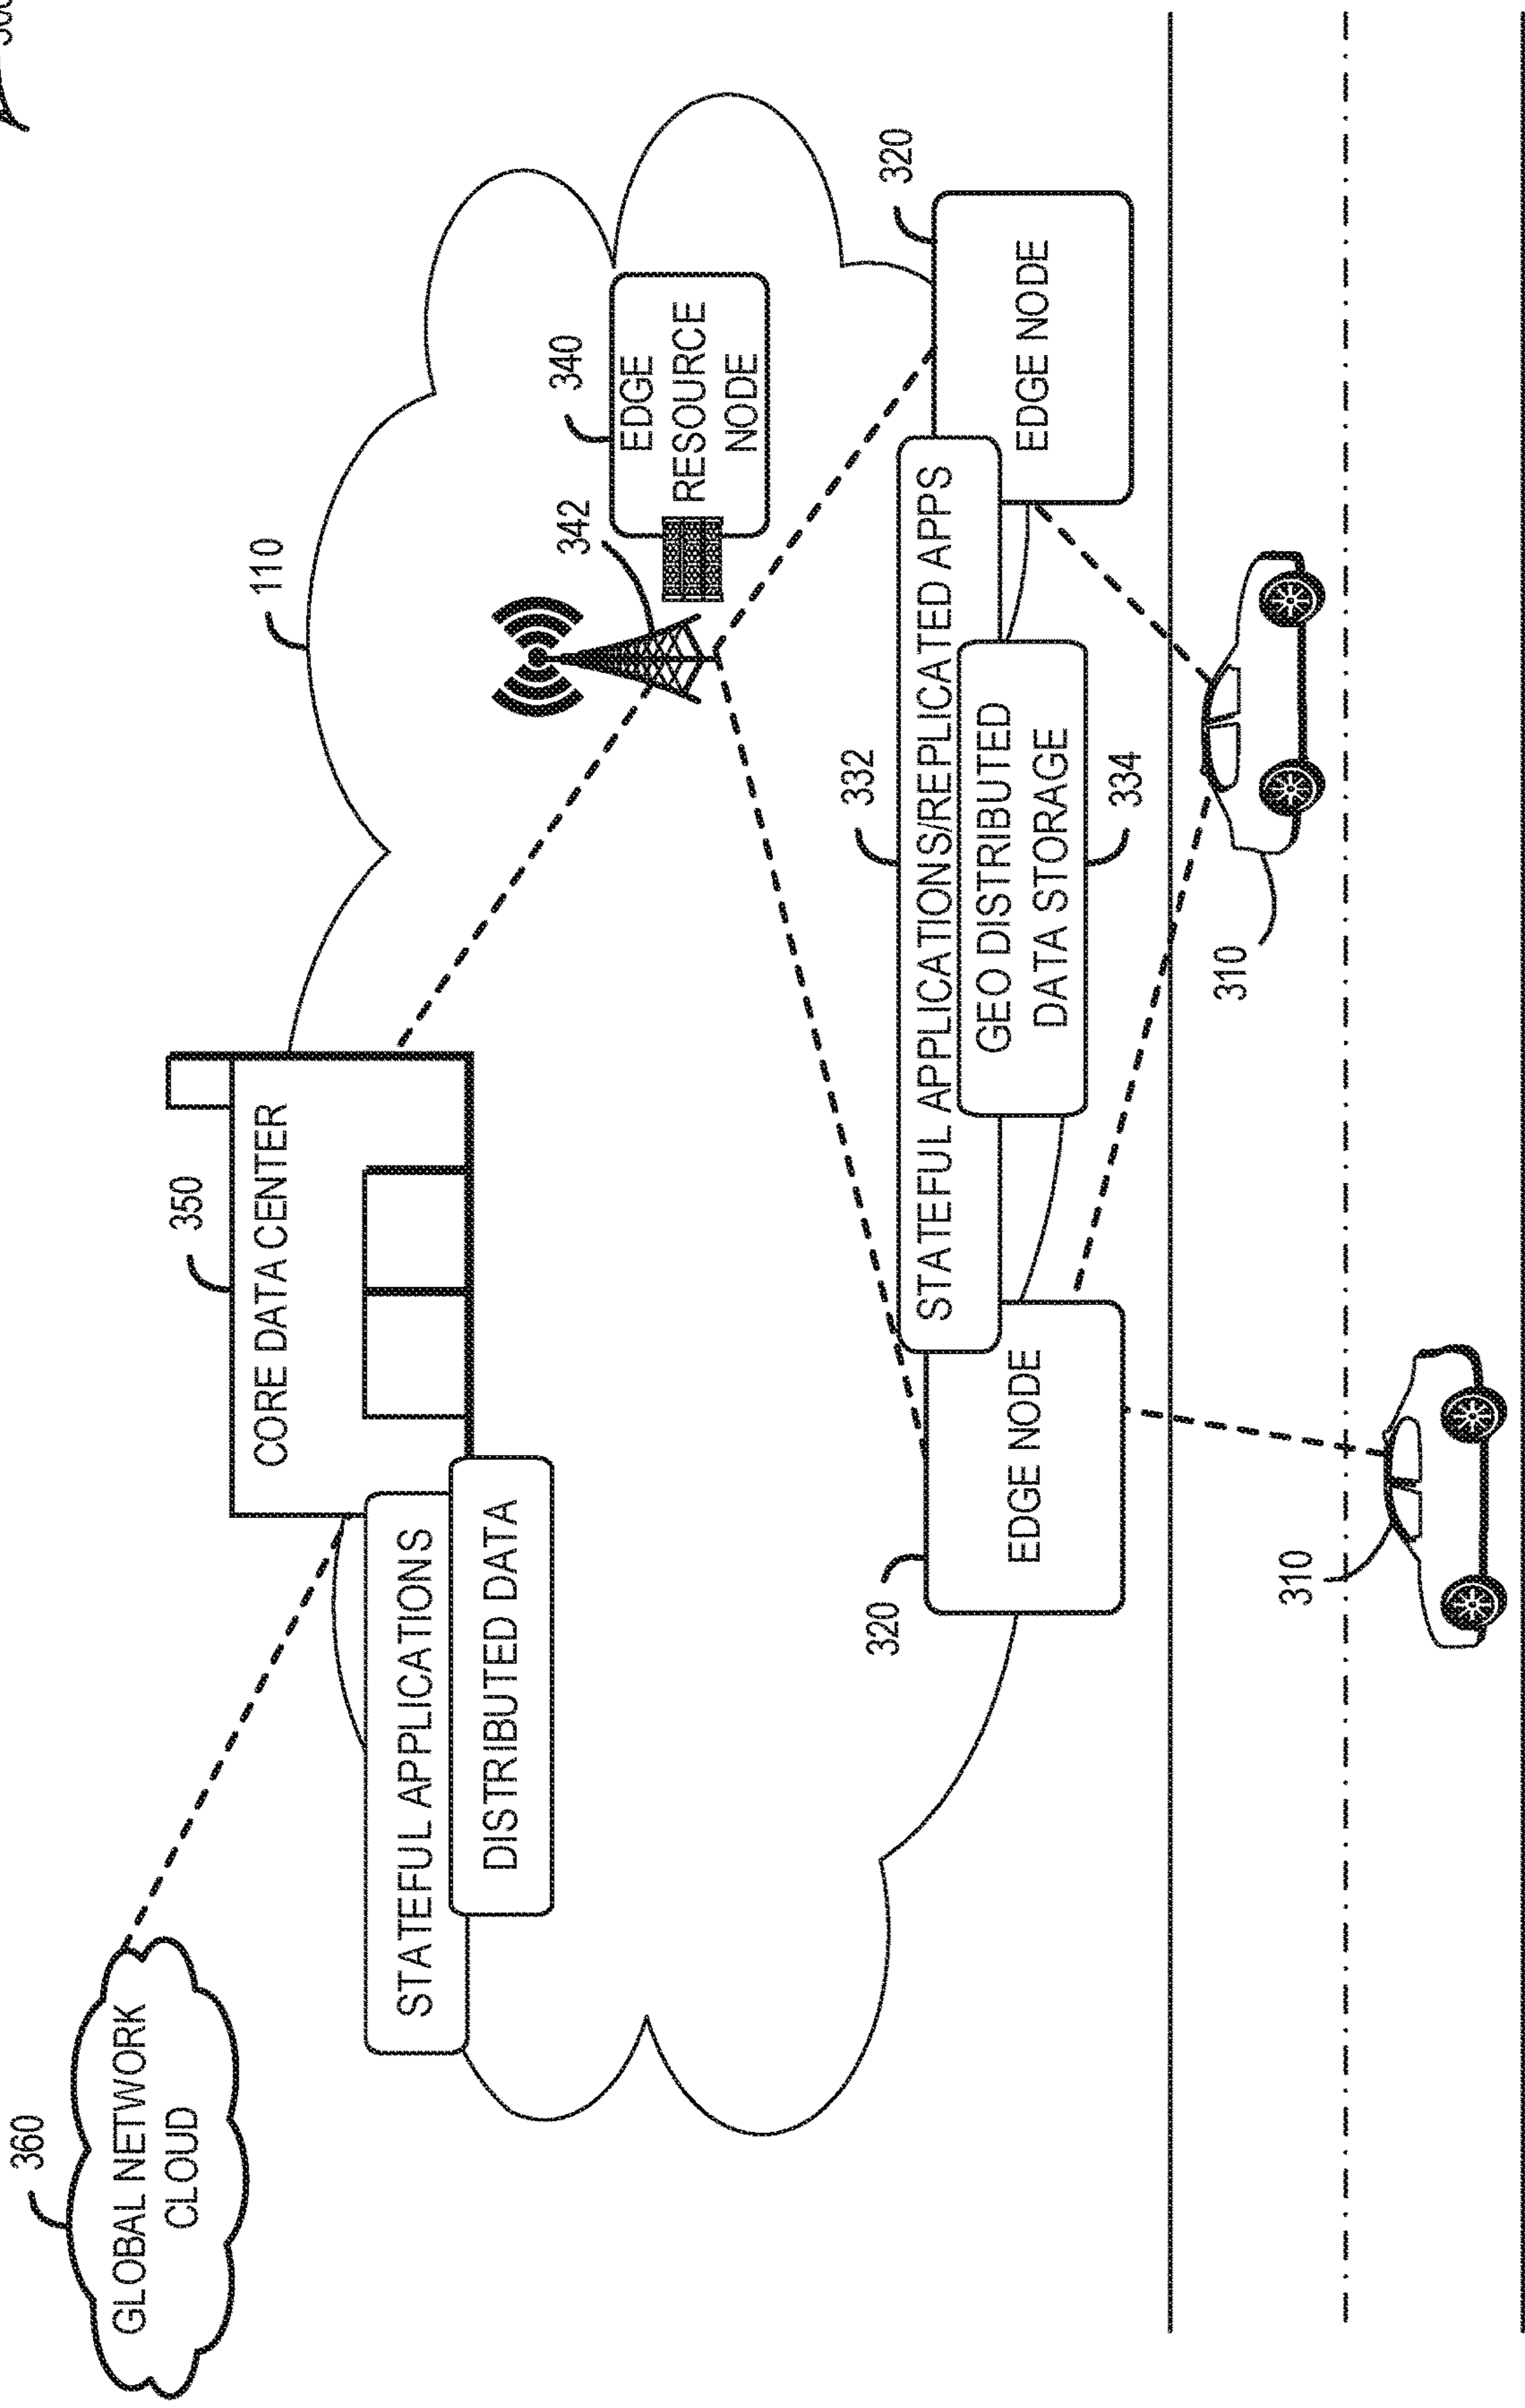 360
GLOBAL NETWORK
CLOUD
350
CORE DATA CENTER
STATEFUL APPLICATIONS
DISTRIBUTED DATA
110
342
340
EDGE
RESOURCE
NODE
320
EDGE NODE
332
STATEFUL APPLICATIONS/REPLICATED APPS
GEO DISTRIBUTED
DATA STORAGE
334
320
EDGE NODE
310
310